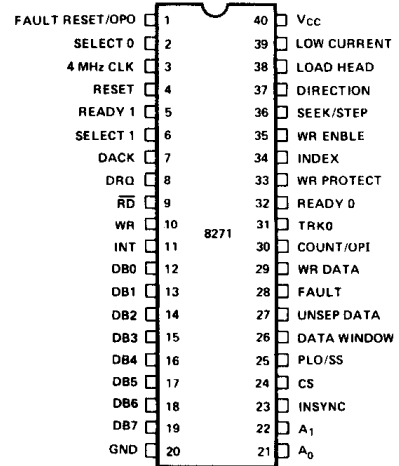 FAULT RESET/OPO 1 40 VCC
SELECT 0 2 39 LOW CURRENT
4 MHz CLK 3 38 LOAD HEAD
RESET 4 37 DIRECTION
READY 1 5 36 SEEK/STEP
SELECT 1 6 35 WR ENBLE
DACK 7 34 INDEX
DRQ 8 33 WR PROTECT
R̅D̅ 9 32 READY 0
WR 10 31 TRK0
INT 11 8271 30 COUNT/OPI
DB0 12 29 WR DATA
DB1 13 28 FAULT
DB2 14 27 UNSEP DATA
DB3 15 26 DATA WINDOW
DB4 16 25 PLO/SS
DB5 17 24 CS
DB6 18 23 INSYNC
DB7 19 22 A1
GND 20 21 A0